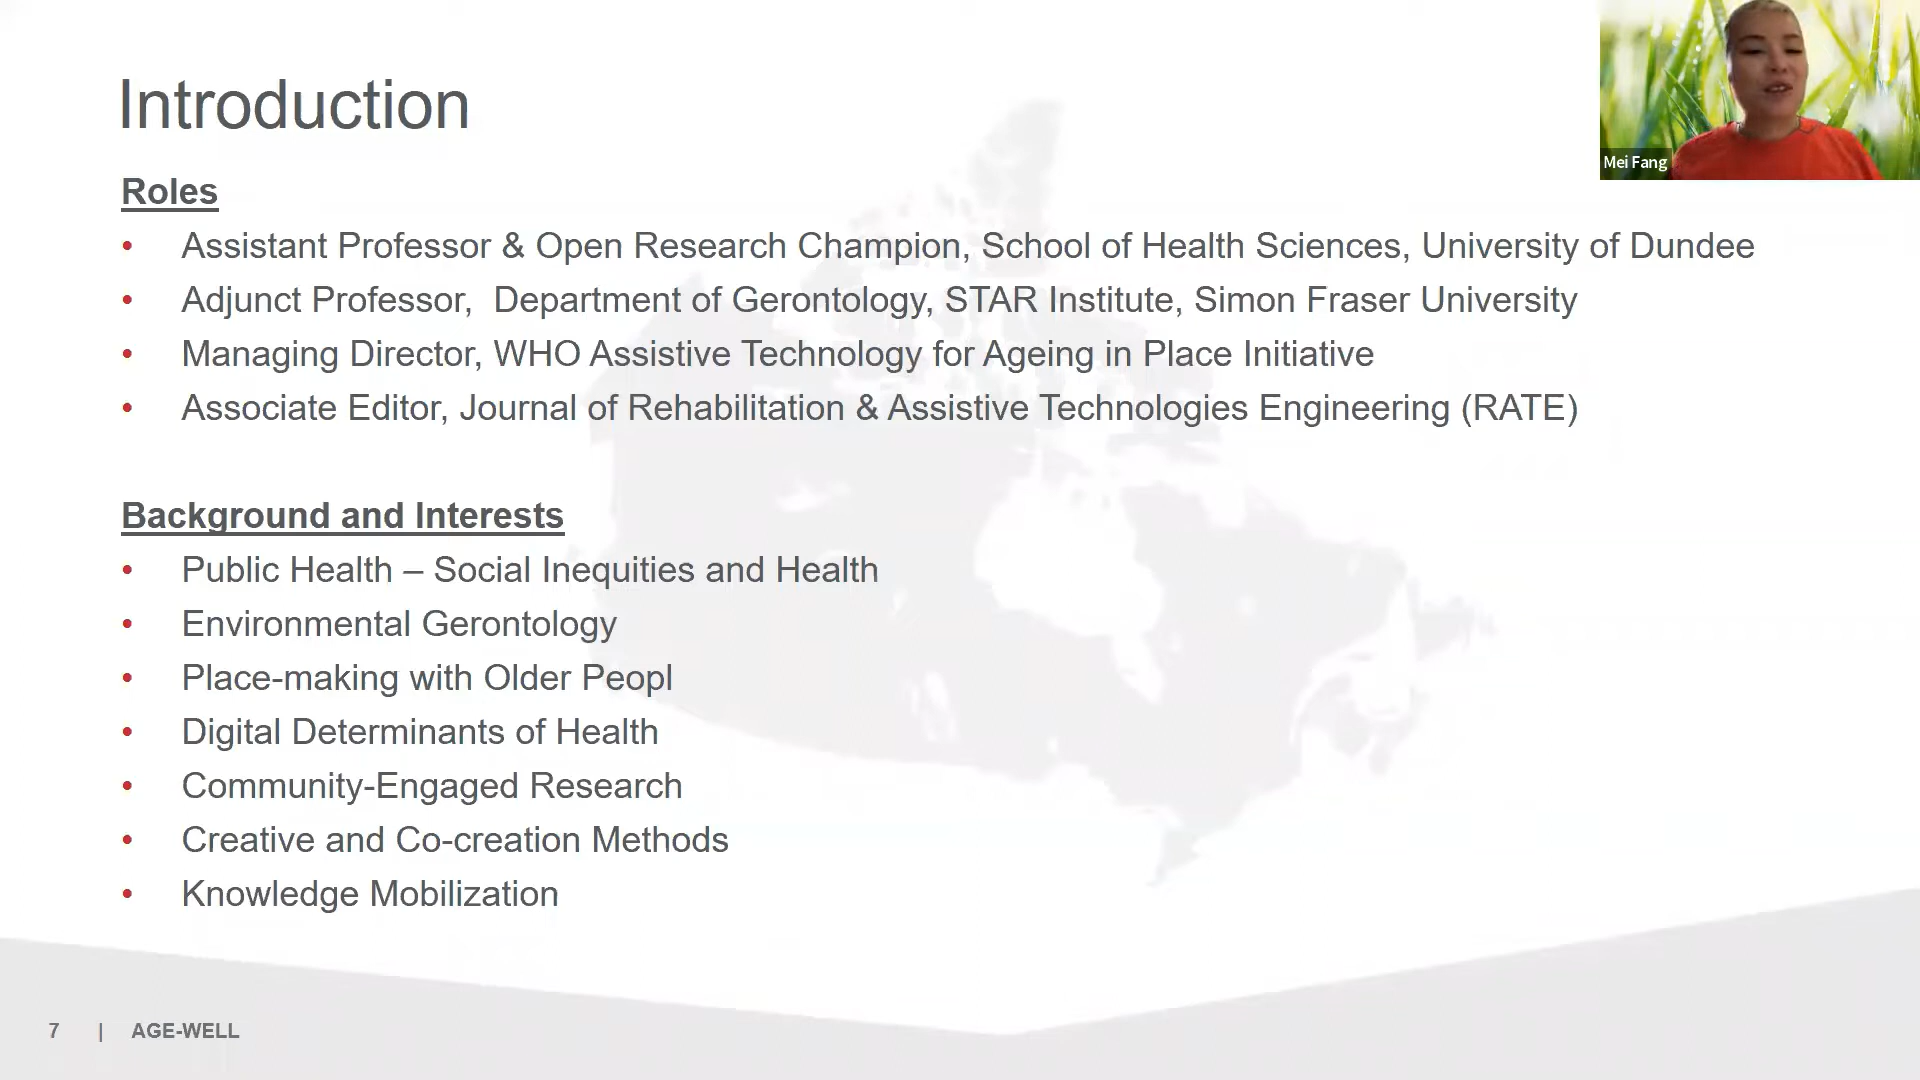 Introduction
Mei Fang
Roles
• Assistant Professor & Open Research Champion, School of Health Sciences, University of Dundee
• Adjunct Professor,  Department of Gerontology, STAR Institute, Simon Fraser University
• Managing Director, WHO Assistive Technology for Ageing in Place Initiative
• Associate Editor, Journal of Rehabilitation & Assistive Technologies Engineering (RATE)
Background and Interests
• Public Health – Social Inequities and Health
• Environmental Gerontology
• Place-making with Older Peopl
• Digital Determinants of Health
• Community-Engaged Research
• Creative and Co-creation Methods
• Knowledge Mobilization
7 | AGE-WELL